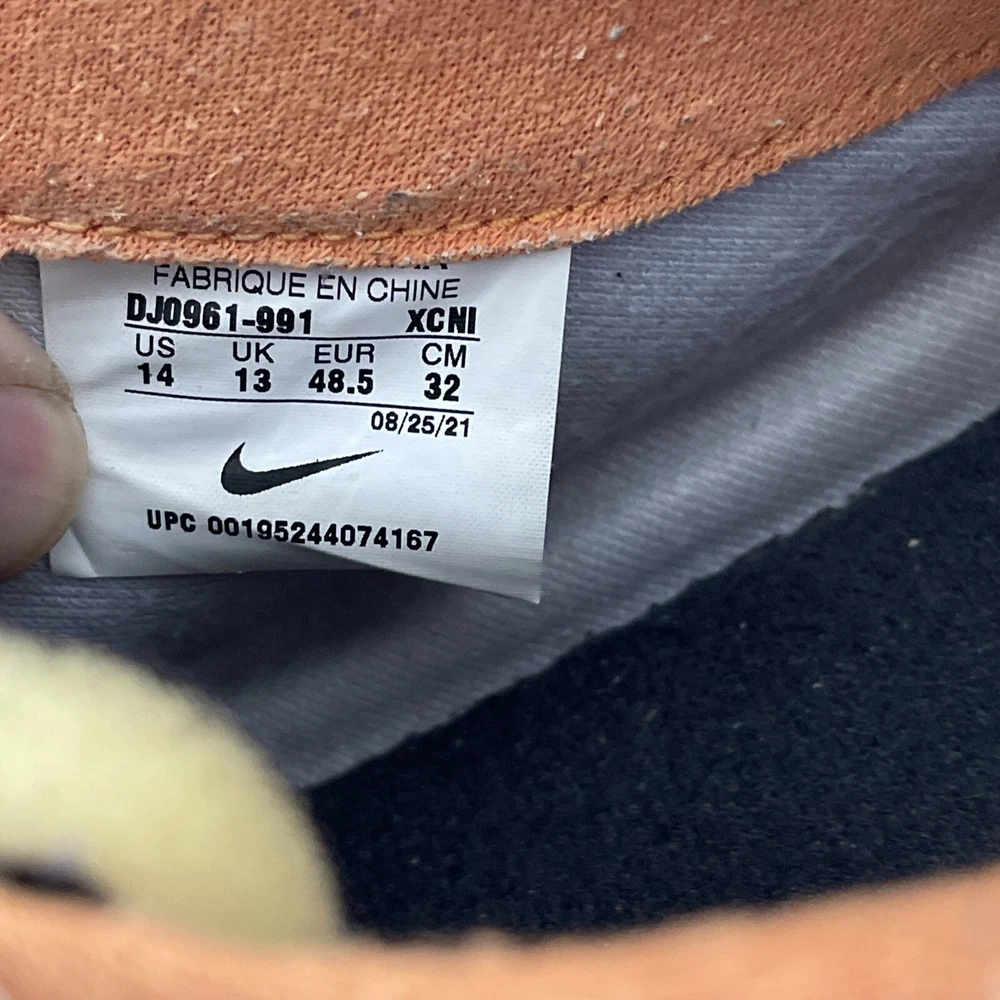 FABRIQUE EN CHINE
DJ0961-991 XCNI
US UK EUR CM
14 13 48.5 32
08/25/21
UPC 00195244074167